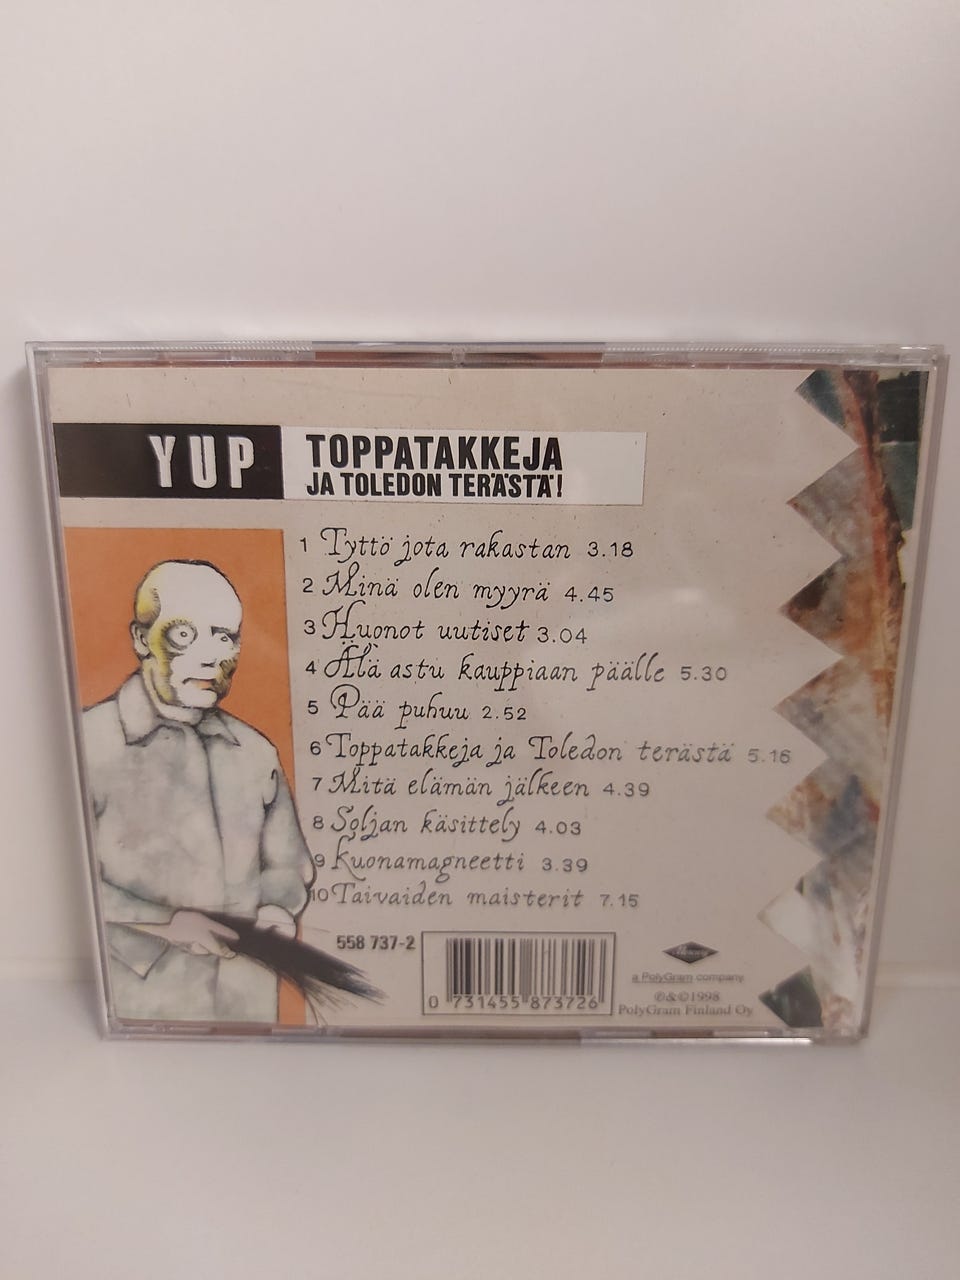 YUP
TOPPATAKKEJA
JA TOLEDON TERÄSTÄ!
1 Tyttö jota rakastan 3.18
2 Minä olen myyrä 4.45
3 Huonot uutiset 3.04
4 Älä astu kauppiaan päälle 5.30
5 Pää puhuu 2.52
6 Toppatakkeja ja Toledon terästä 5.16
7 Mitä elämän jälkeen 4.39
8 Soljan käsittely 4.03
9 Kuonamagneetti 3.39
10 Taivaiden maisterit 7.15
558 737-2
0 731455 873726
Mercury
a PolyGram company
℗&©1998
PolyGram Finland Oy